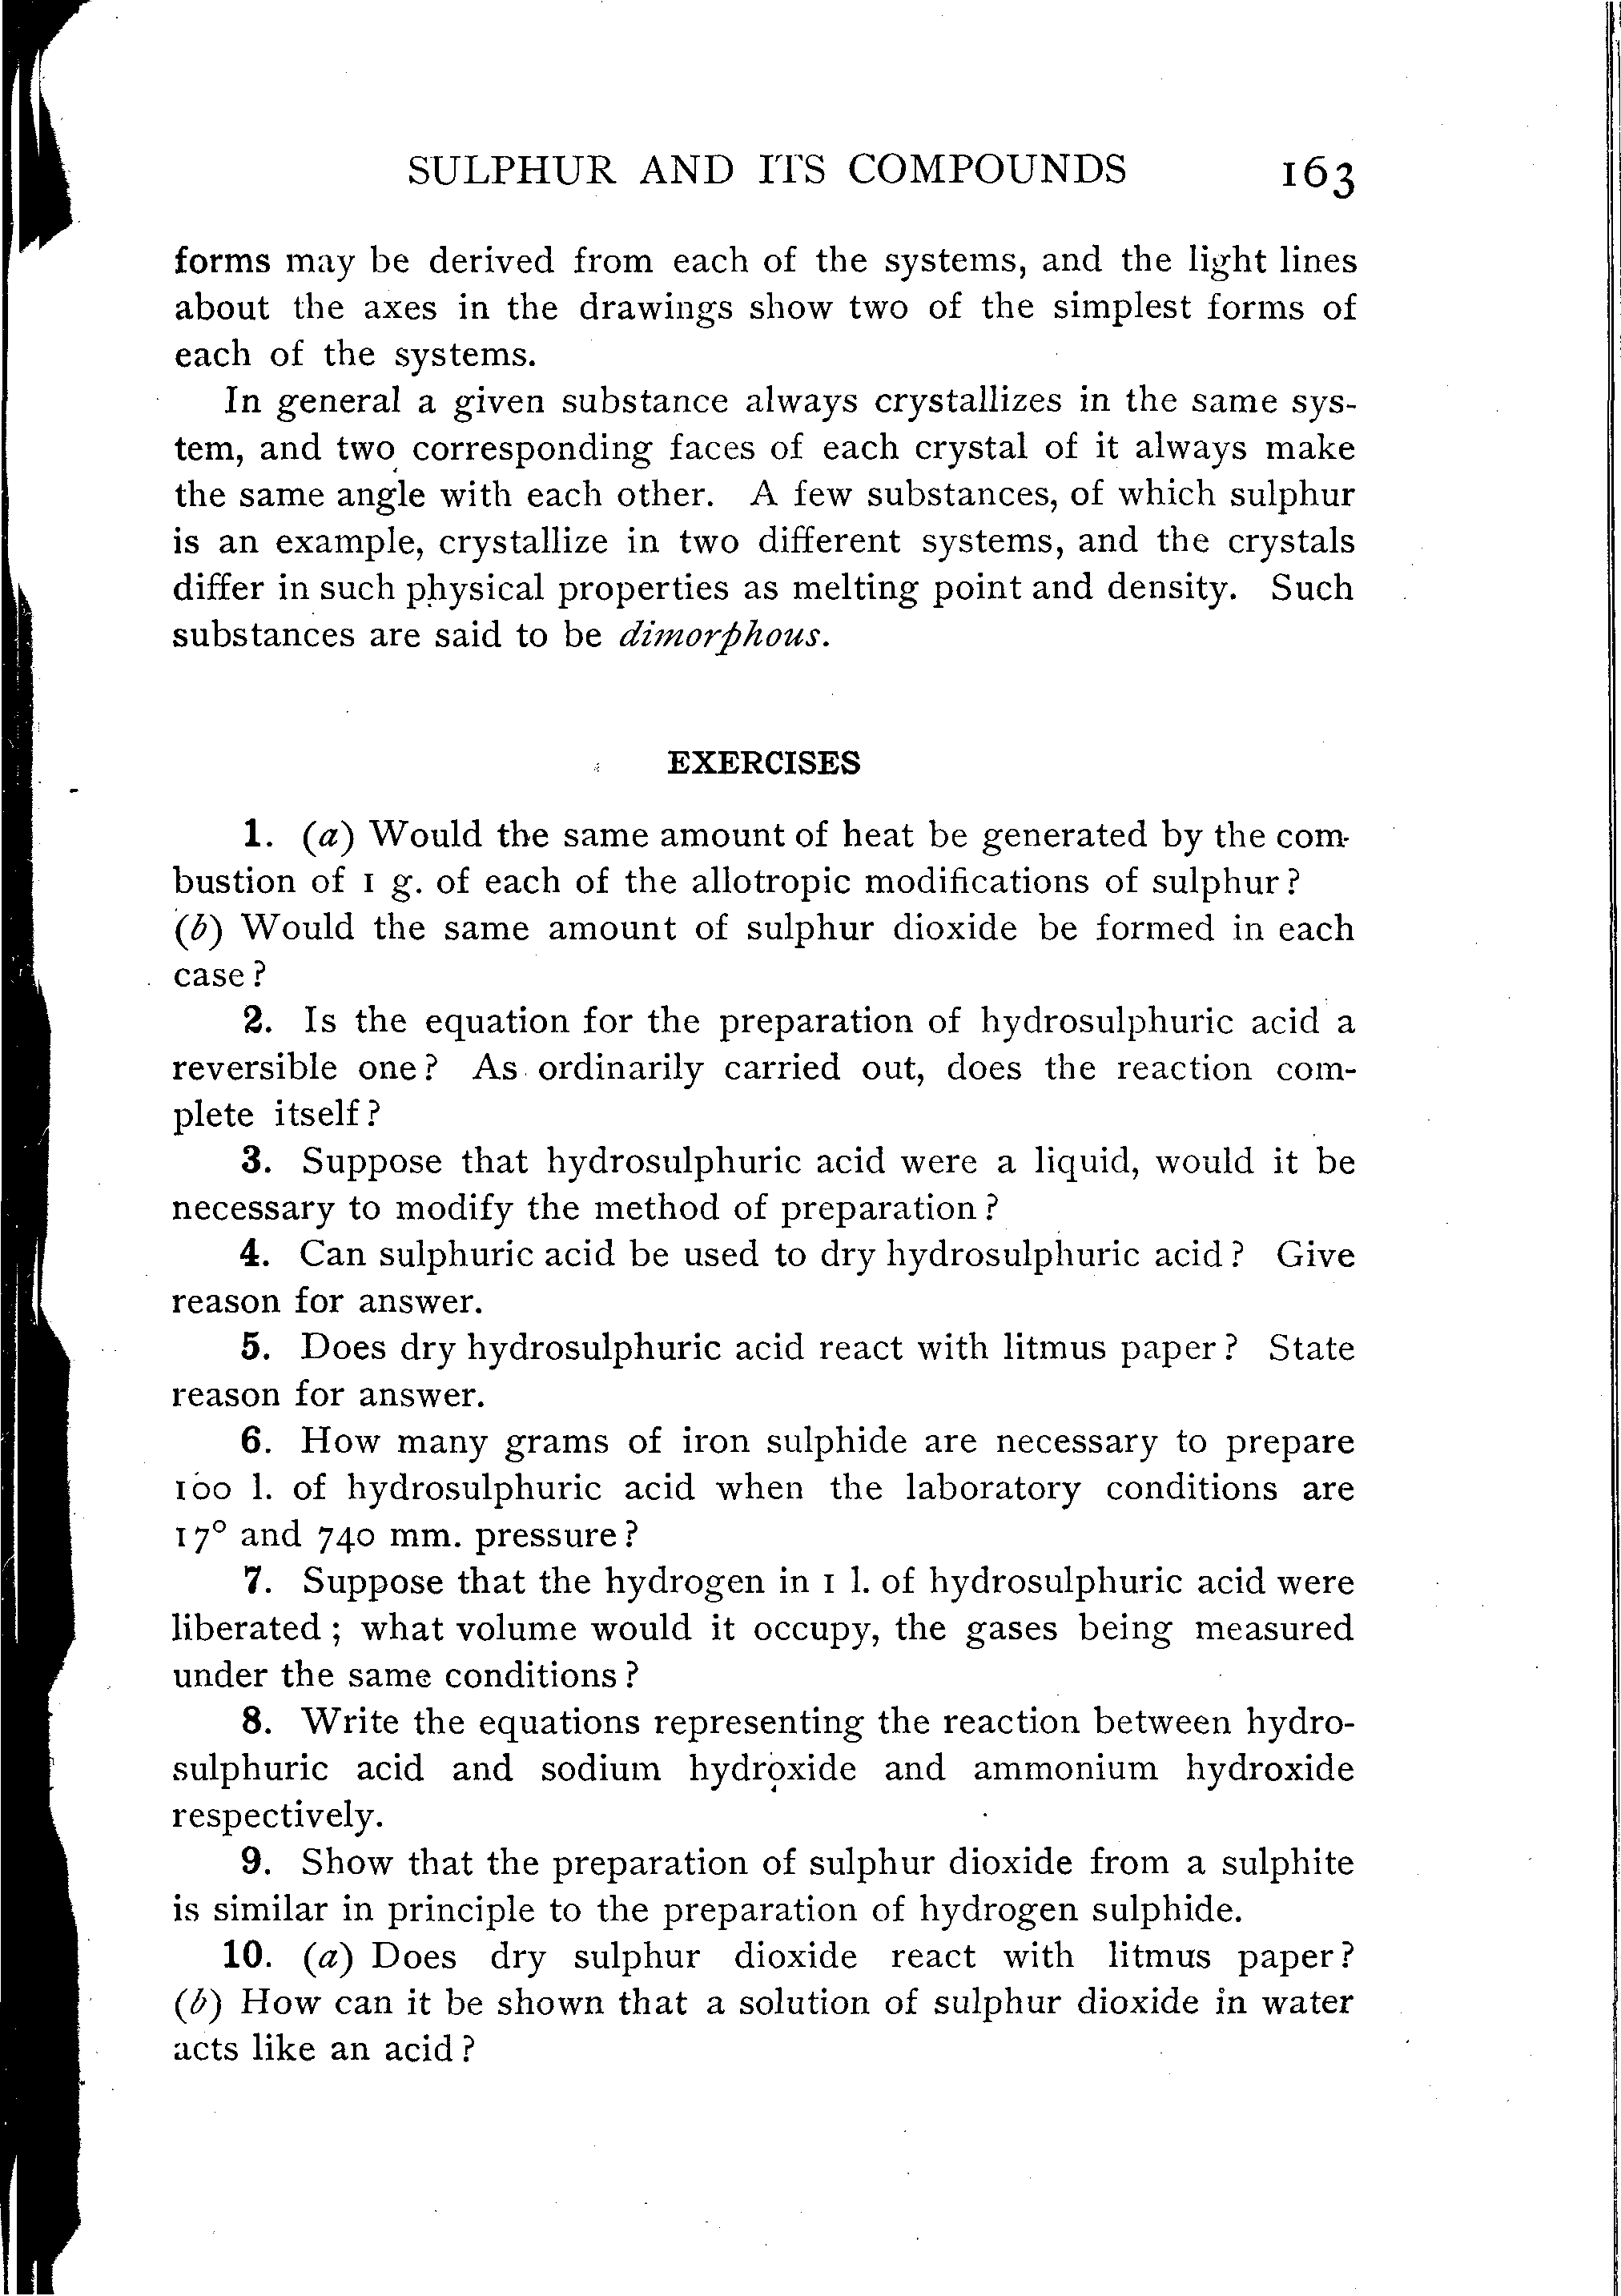 SULPHUR AND ITS COMPOUNDS 163
forms may be derived from each of the systems, and the light lines
about the axes in the drawings show two of the simplest forms of
each of the systems.
In general a given substance always crystallizes in the same sys-
tem, and two corresponding faces of each crystal of it always make
the same angle with each other. A few substances, of which sulphur
is an example, crystallize in two different systems, and the crystals
differ in such physical properties as melting point and density. Such
substances are said to be dimorphous.
EXERCISES
1. (a) Would the same amount of heat be generated by the com-
bustion of 1 g. of each of the allotropic modifications of sulphur?
(b) Would the same amount of sulphur dioxide be formed in each
case?
2. Is the equation for the preparation of hydrosulphuric acid a
reversible one? As ordinarily carried out, does the reaction com-
plete itself?
3. Suppose that hydrosulphuric acid were a liquid, would it be
necessary to modify the method of preparation?
4. Can sulphuric acid be used to dry hydrosulphuric acid? Give
reason for answer.
5. Does dry hydrosulphuric acid react with litmus paper? State
reason for answer.
6. How many grams of iron sulphide are necessary to prepare
100 l. of hydrosulphuric acid when the laboratory conditions are
17° and 740 mm. pressure?
7. Suppose that the hydrogen in 1 l. of hydrosulphuric acid were
liberated; what volume would it occupy, the gases being measured
under the same conditions?
8. Write the equations representing the reaction between hydro-
sulphuric acid and sodium hydroxide and ammonium hydroxide
respectively.
9. Show that the preparation of sulphur dioxide from a sulphite
is similar in principle to the preparation of hydrogen sulphide.
10. (a) Does dry sulphur dioxide react with litmus paper?
(b) How can it be shown that a solution of sulphur dioxide in water
acts like an acid?